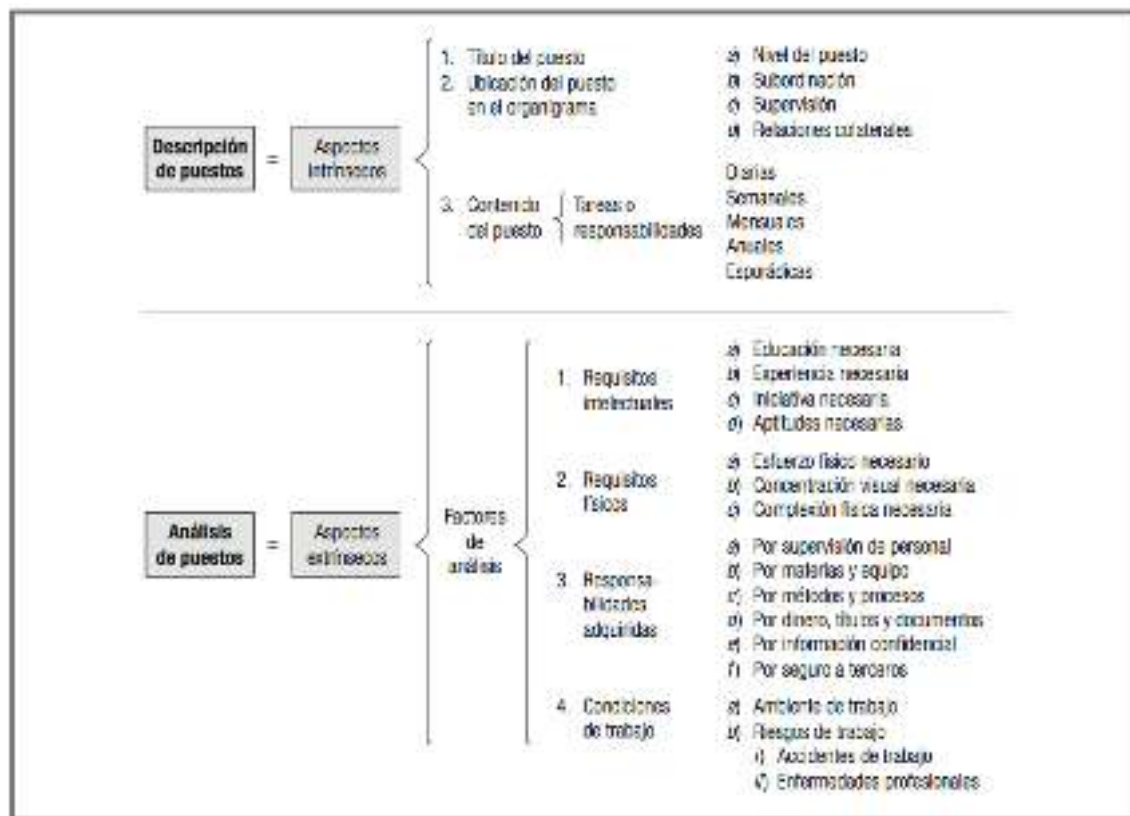 Descripción
de puestos
=
Aspectos
intrínsecos
1. Título del puesto
2. Ubicación del puesto
en el organigrama
a) Nivel del puesto
b) Subordinación
c) Supervisión
d) Relaciones colaterales
3. Contenido
del puesto
Tareas o
responsabilidades
Diarias
Semanales
Mensuales
Anuales
Esporádicas
Análisis
de puestos
=
Aspectos
extrínsecos
Factores
de
análisis
1. Requisitos
intelectuales
a) Educación necesaria
b) Experiencia necesaria
c) Iniciativa necesaria
d) Aptitudes necesarias
2. Requisitos
físicos
a) Esfuerzo físico necesario
b) Concentración visual necesaria
c) Complexión física necesaria
3. Responsa-
bilidades
adquiridas
a) Por supervisión de personal
b) Por materias y equipo
c) Por métodos y procesos
d) Por dinero, títulos y documentos
e) Por información confidencial
f) Por seguro a terceros
4. Condiciones
de trabajo
a) Ambiente de trabajo
b) Riesgos de trabajo
i) Accidentes de trabajo
ii) Enfermedades profesionales